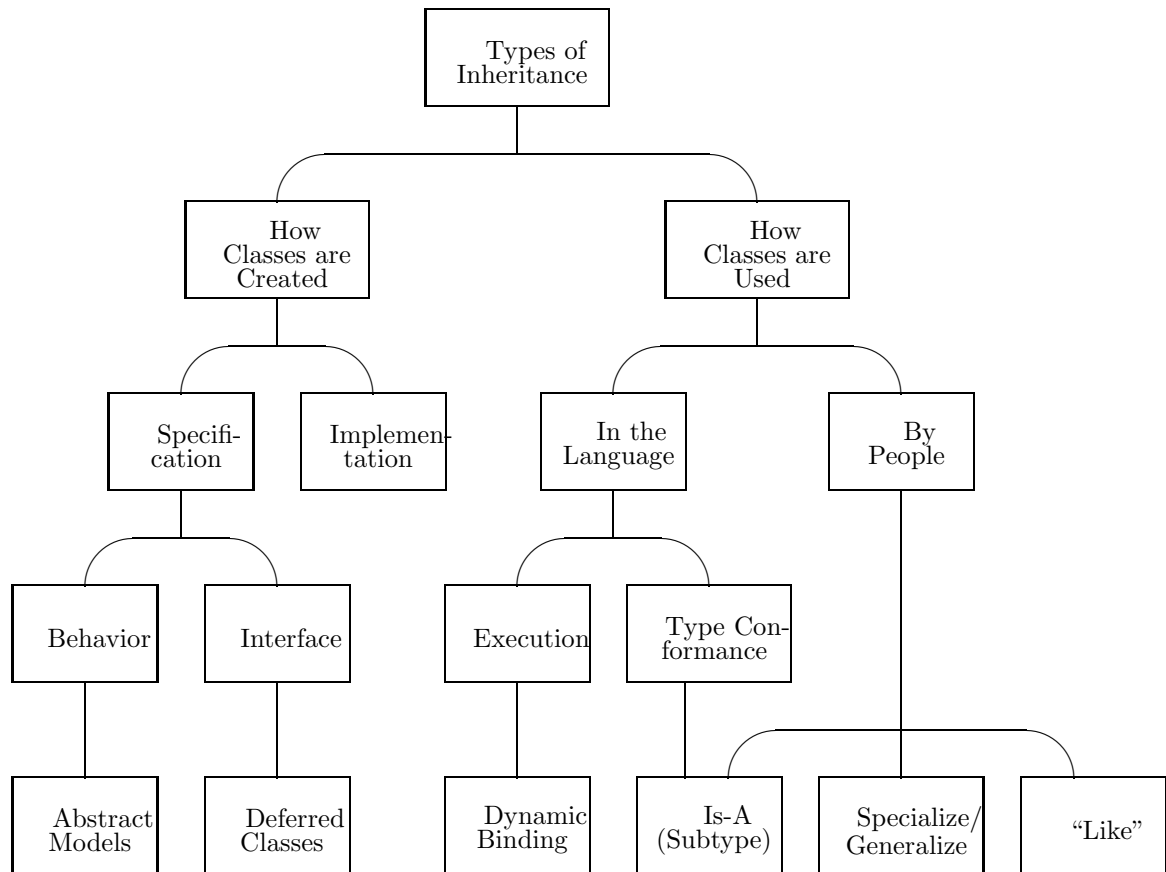 Types of
Inheritance
How
Classes are
Created
How
Classes are
Used
Specifi-
cation
Implemen-
tation
In the
Language
By
People
Behavior
Interface
Execution
Type Con-
formance
Abstract
Models
Deferred
Classes
Dynamic
Binding
Is-A
(Subtype)
Specialize/
Generalize
“Like”